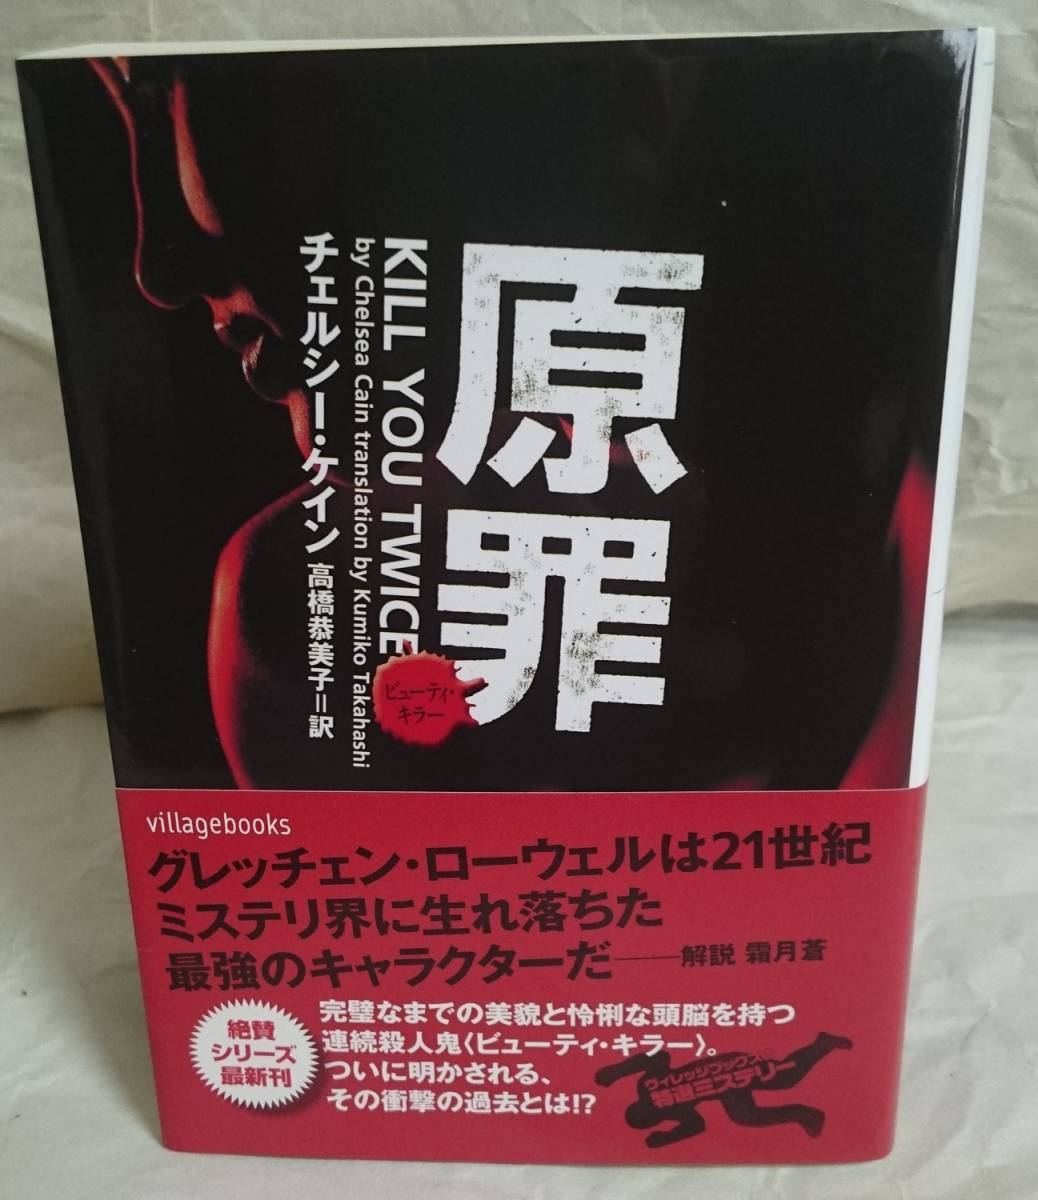 原罪
ビューティ・
キラー
KILL YOU TWICE
by Chelsea Cain translation by Kumiko Takahashi
チェルシー・ケイン 高橋恭美子=訳
villagebooks
グレッチェン・ローウェルは21世紀
ミステリ界に生れ落ちた
最強のキャラクターだ――解説 霜月蒼
絶賛
シリーズ
最新刊
完璧なまでの美貌と怜悧な頭脳を持つ
連続殺人鬼〈ビューティ・キラー〉。
ついに明かされる、
その衝撃の過去とは!?
ヴィレッジブックス
特選ミステリー